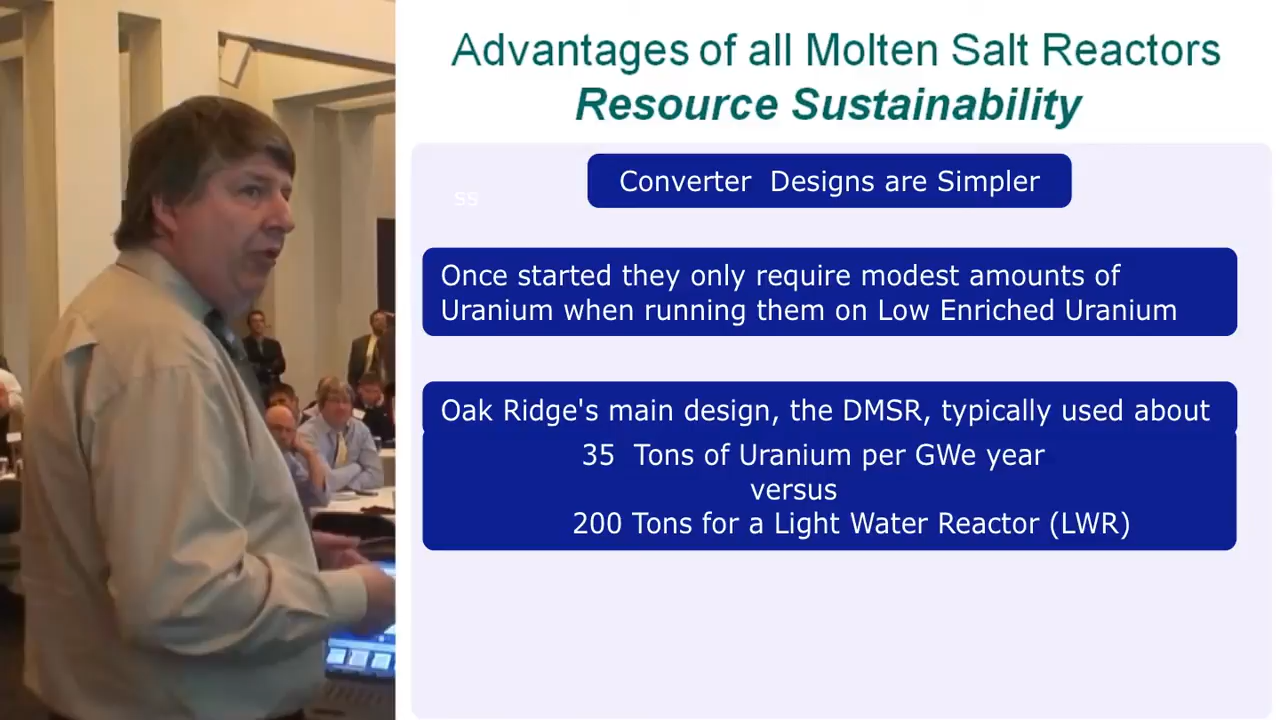 Advantages of all Molten Salt Reactors
Resource Sustainability
Converter  Designs are Simpler
ss
Once started they only require modest amounts of
Uranium when running them on Low Enriched Uranium
Oak Ridge's main design, the DMSR, typically used about
35  Tons of Uranium per GWe year
versus
200 Tons for a Light Water Reactor (LWR)